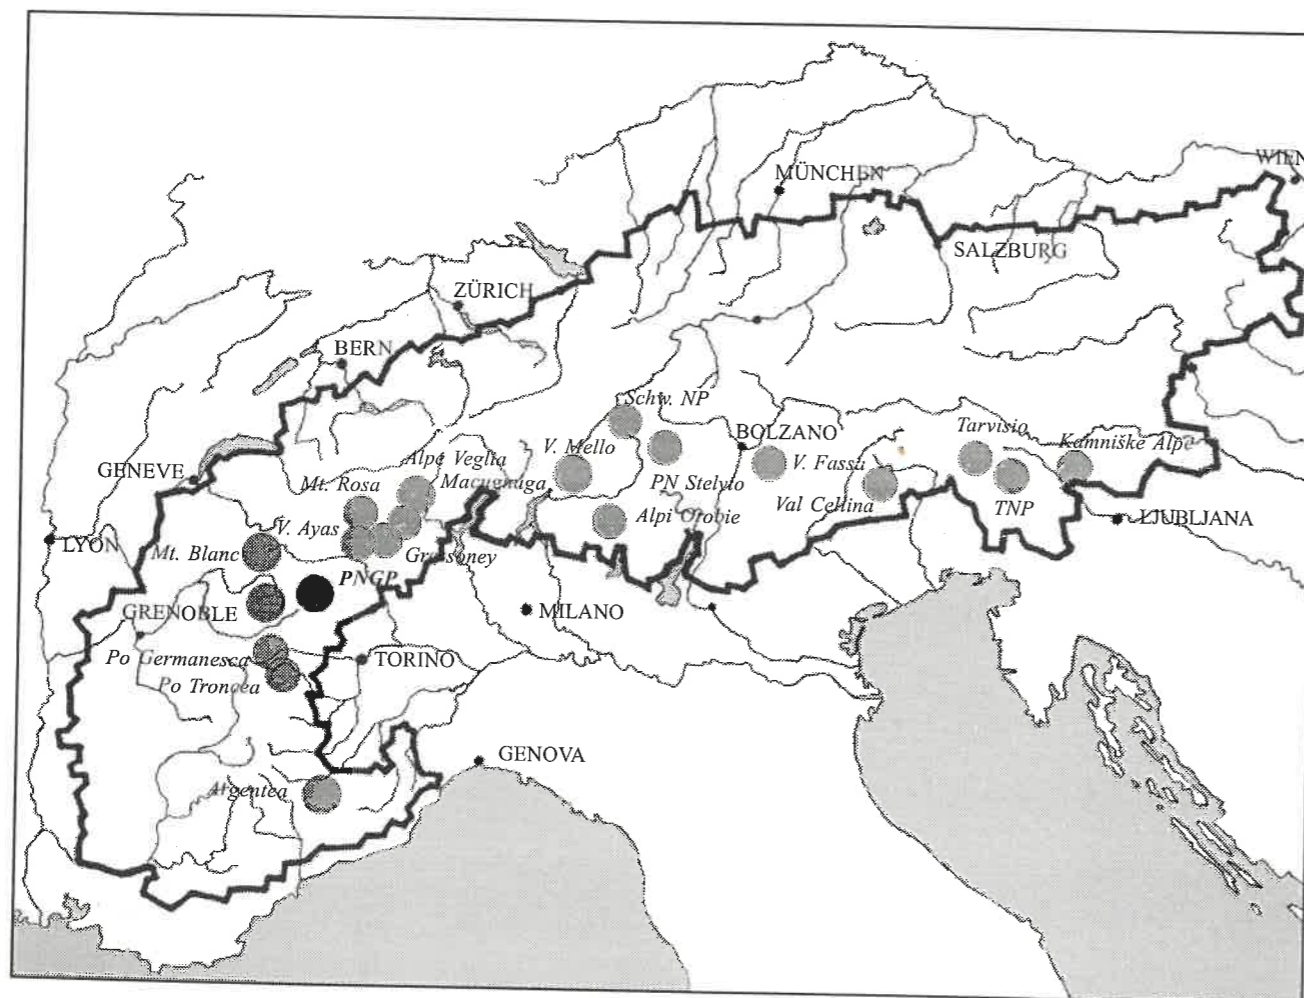 WIEN
MÜNCHEN
SALZBURG
ZÜRICH
BERN
Schw. NP
BOLZANO
Tarvisio
Kamniške Alpe
V. Mello
GENEVE
Alpe Veglia
Mt. Rosa
Macugnaga
V. Fassa
PN Stelvio
Val Cellina
TNP
LJUBLJANA
V. Ayas
Alpi Orobie
LYON
Mt. Blanc
Gressoney
PNGP
GRENOBLE
MILANO
Po Germanesca
TORINO
Po Troncea
GENOVA
Argentea